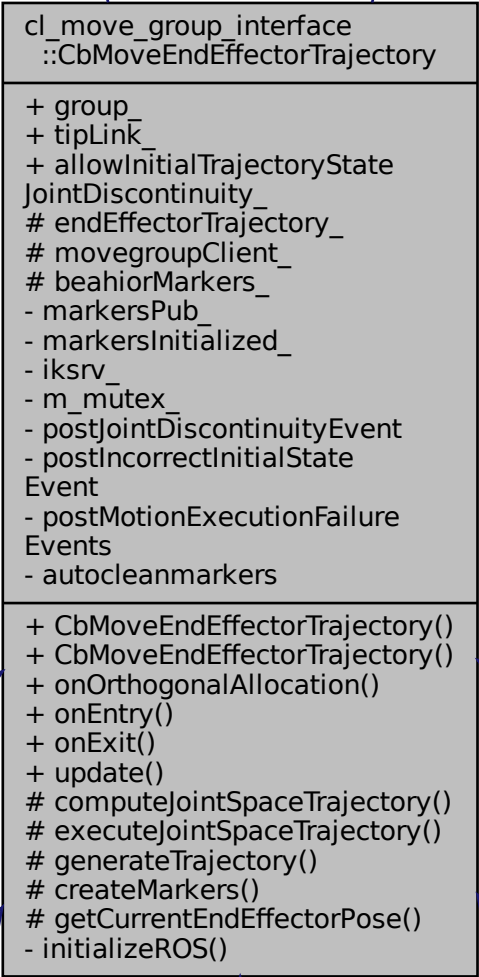 cl_move_group_interface
::CbMoveEndEffectorTrajectory
+ group_
+ tipLink_
+ allowInitialTrajectoryState
JointDiscontinuity_
# endEffectorTrajectory_
# movegroupClient_
# beahiorMarkers_
- markersPub_
- markersInitialized_
- iksrv_
- m_mutex_
- postJointDiscontinuityEvent
- postIncorrectInitialState
Event
- postMotionExecutionFailure
Events
- autocleanmarkers
+ CbMoveEndEffectorTrajectory()
+ CbMoveEndEffectorTrajectory()
+ onOrthogonalAllocation()
+ onEntry()
+ onExit()
+ update()
# computeJointSpaceTrajectory()
# executeJointSpaceTrajectory()
# generateTrajectory()
# createMarkers()
# getCurrentEndEffectorPose()
- initializeROS()